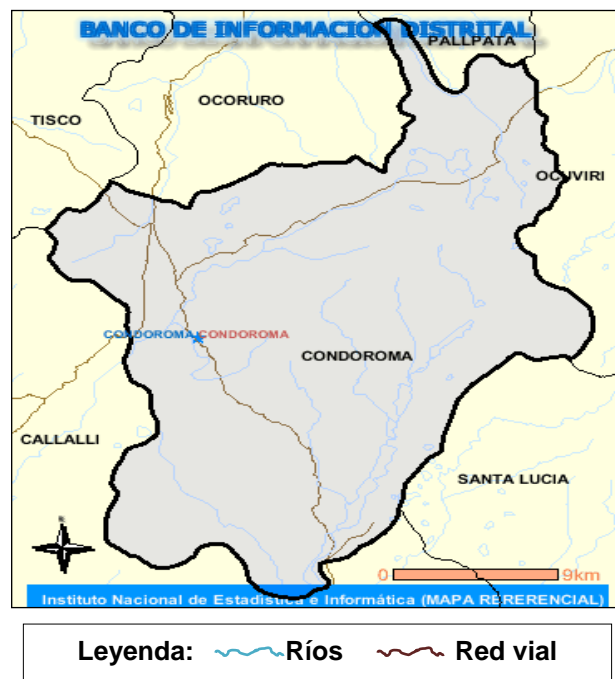 BANCO DE INFORMACION DISTRITAL
PALLPATA
OCORURO
TISCO
OCUVIRI
CONDOROMA CONDOROMA
CONDOROMA
CALLALLI
SANTA LUCIA
N
0 9km
Instituto Nacional de Estadística e Informática (MAPA RERERENCIAL)
Leyenda: Ríos Red vial